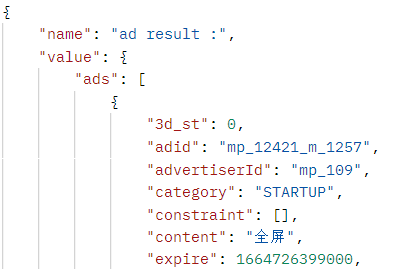 {
"name": "ad result :",
"value": {
"ads": [
{
"3d_st": 0,
"adid": "mp_12421_m_1257",
"advertiserId": "mp_109",
"category": "STARTUP",
"constraint": [],
"content": "全屏",
"expire": 1664726399000,